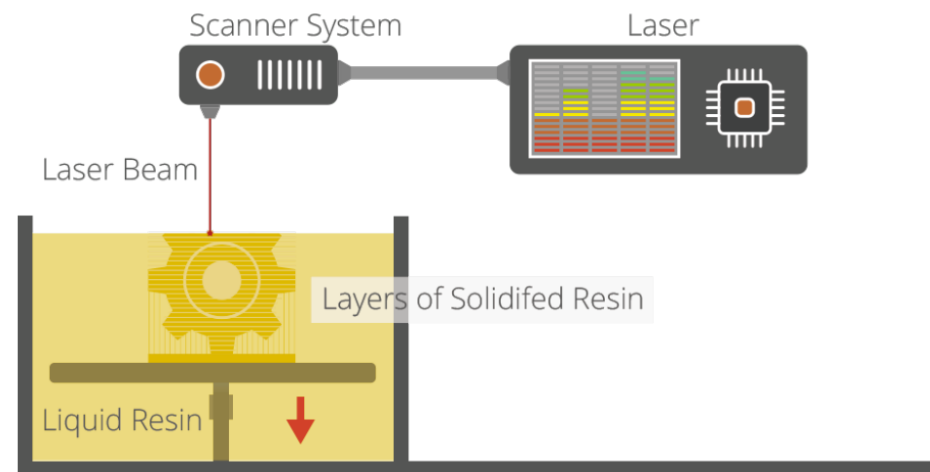 Scanner System
Laser
Laser Beam
Layers of Solidifed Resin
Liquid Resin